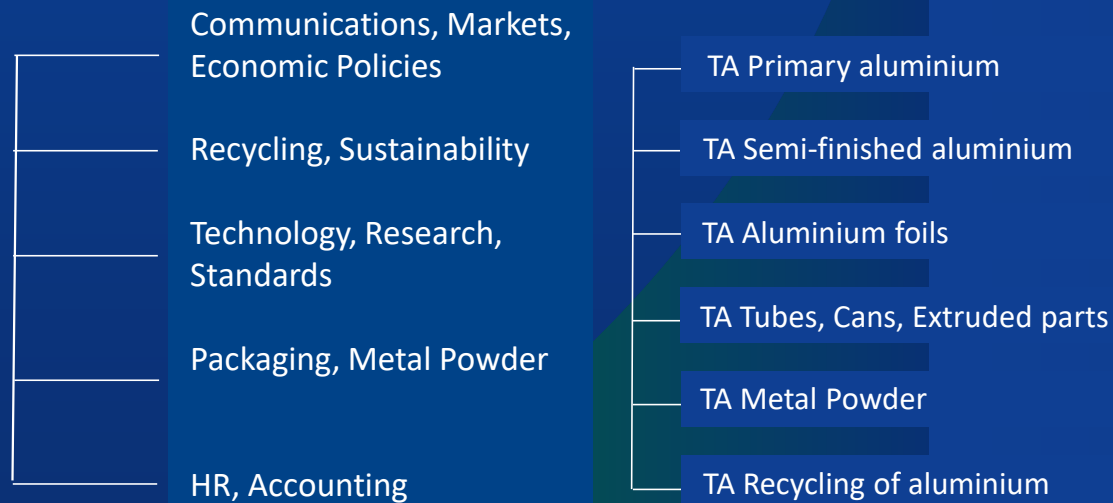 Communications, Markets,
Economic Policies
Recycling, Sustainability
Technology, Research,
Standards
Packaging, Metal Powder
HR, Accounting
TA Primary aluminium
TA Semi-finished aluminium
TA Aluminium foils
TA Tubes, Cans, Extruded parts
TA Metal Powder
TA Recycling of aluminium